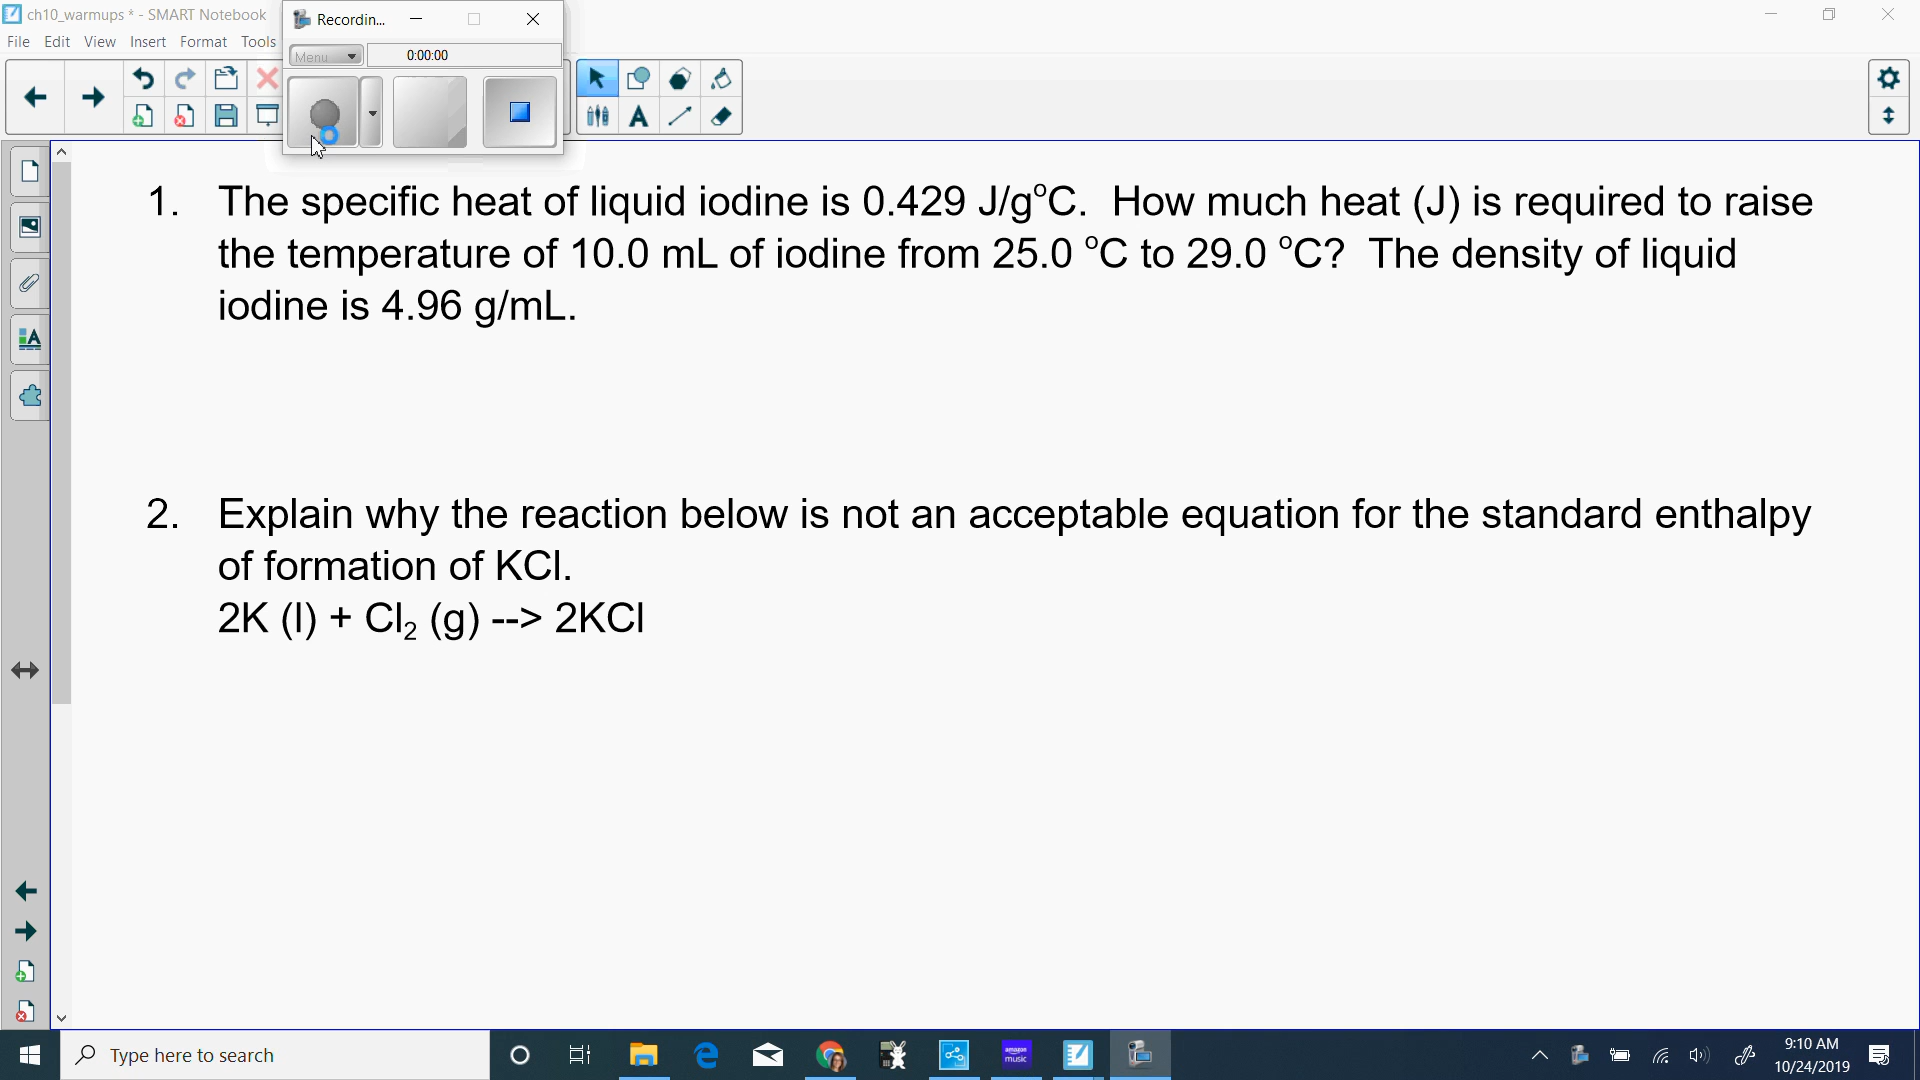 ch10_warmups * - SMART Notebook
Recordin...
File Edit View Insert Format Tools
Menu
0:00:00
1. The specific heat of liquid iodine is 0.429 J/g°C. How much heat (J) is required to raise
the temperature of 10.0 mL of iodine from 25.0 °C to 29.0 °C? The density of liquid
iodine is 4.96 g/mL.
2. Explain why the reaction below is not an acceptable equation for the standard enthalpy
of formation of KCl.
2K (l) + Cl₂ (g) --> 2KCl
Type here to search
amazon
music
9:10 AM
10/24/2019